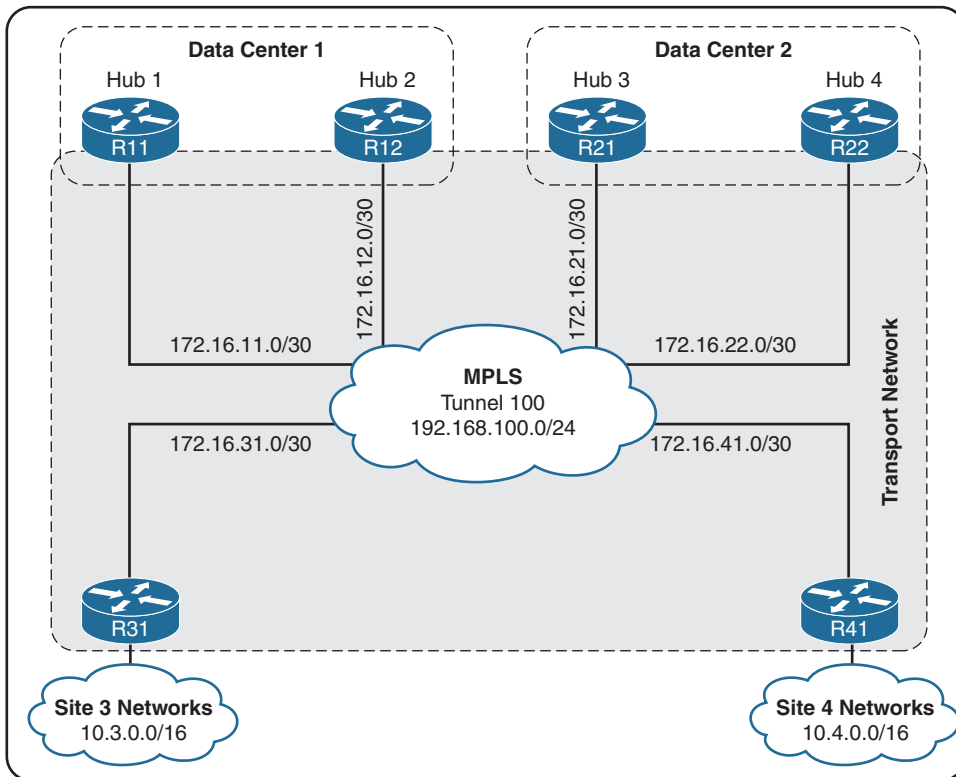 Data Center 1
Data Center 2
Hub 1
Hub 2
Hub 3
Hub 4
R11
R12
R21
R22
172.16.12.0/30
172.16.21.0/30
172.16.11.0/30
172.16.22.0/30
MPLS
Tunnel 100
192.168.100.0/24
172.16.31.0/30
172.16.41.0/30
Transport Network
R31
R41
Site 3 Networks
10.3.0.0/16
Site 4 Networks
10.4.0.0/16